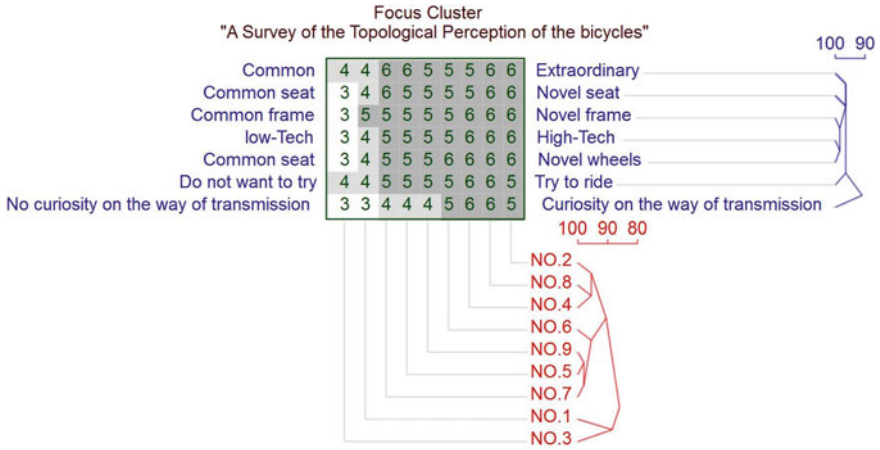 Focus Cluster
"A Survey of the Topological Perception of the bicycles"
100 90
Common 4 4 6 6 5 5 5 6 6 Extraordinary
Common seat 3 4 6 5 5 5 5 6 6 Novel seat
Common frame 3 5 5 5 5 5 6 6 6 Novel frame
low-Tech 3 4 5 5 5 5 6 6 6 High-Tech
Common seat 3 4 5 5 5 6 6 6 6 Novel wheels
Do not want to try 4 4 5 5 5 5 6 6 5 Try to ride
No curiosity on the way of transmission 3 3 4 4 4 5 6 6 5 Curiosity on the way of transmission
100 90 80
NO.2
NO.8
NO.4
NO.6
NO.9
NO.5
NO.7
NO.1
NO.3